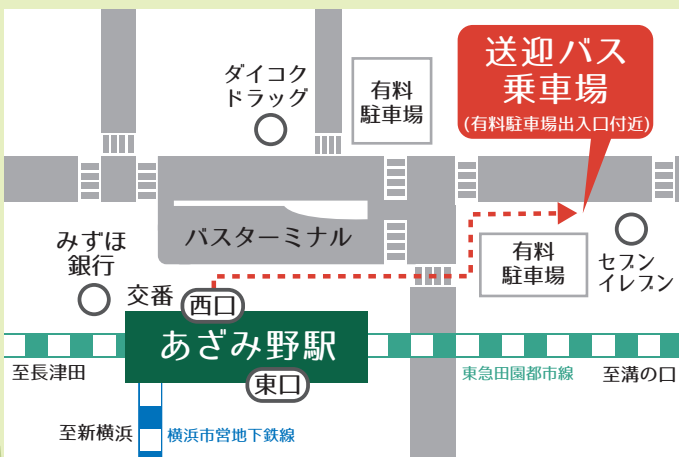 送迎バス
乗車場
(有料駐車場出入口付近)
ダイコク
ドラッグ
有料
駐車場
みずほ
銀行
バスターミナル
有料
駐車場
セブン
イレブン
交番
西口
あざみ野駅
東口
至長津田
東急田園都市線
至溝の口
至新横浜
横浜市営地下鉄線